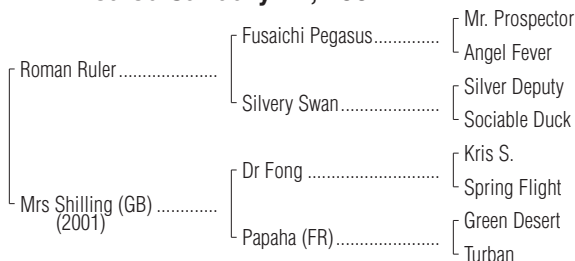 Mr. Prospector
Fusaichi Pegasus..............
Angel Fever
Roman Ruler.....................
Silver Deputy
Silvery Swan.....................
Sociable Duck
Kris S.
Dr Fong ............................
Spring Flight
Mrs Shilling (GB) .............
(2001)
Green Desert
Papaha (FR)......................
Turban